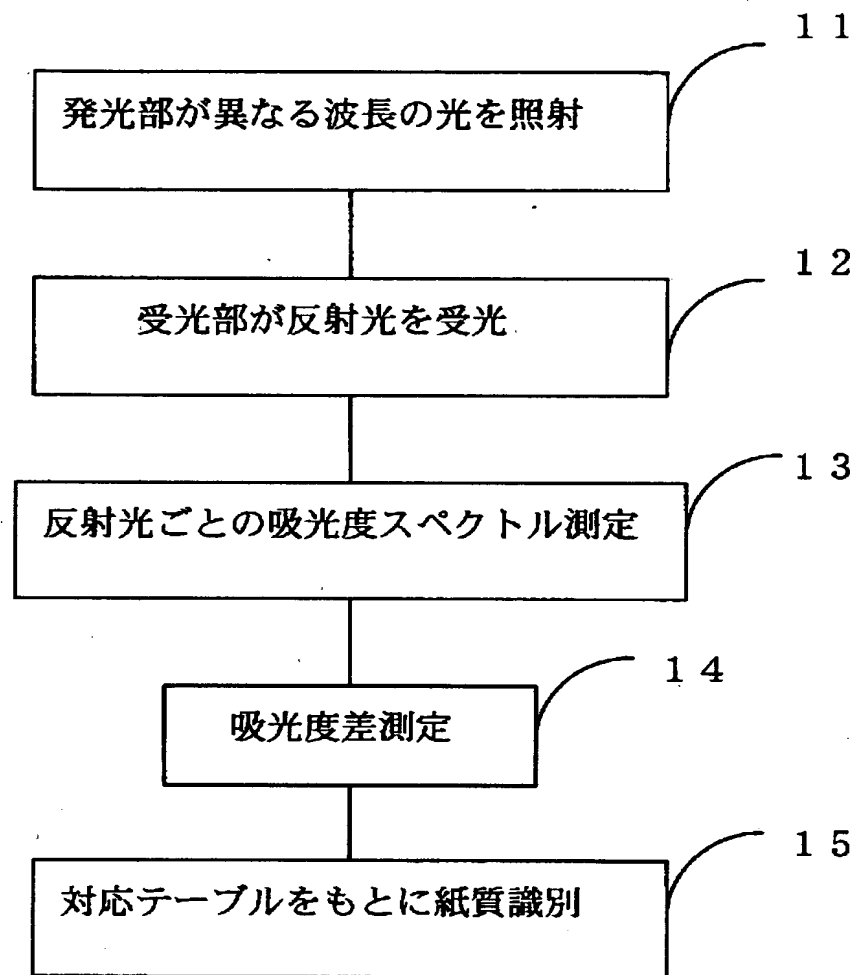 １１
発光部が異なる波長の光を照射
１２
受光部が反射光を受光
１３
反射光ごとの吸光度スペクトル測定
１４
吸光度差測定
１５
対応テーブルをもとに紙質識別